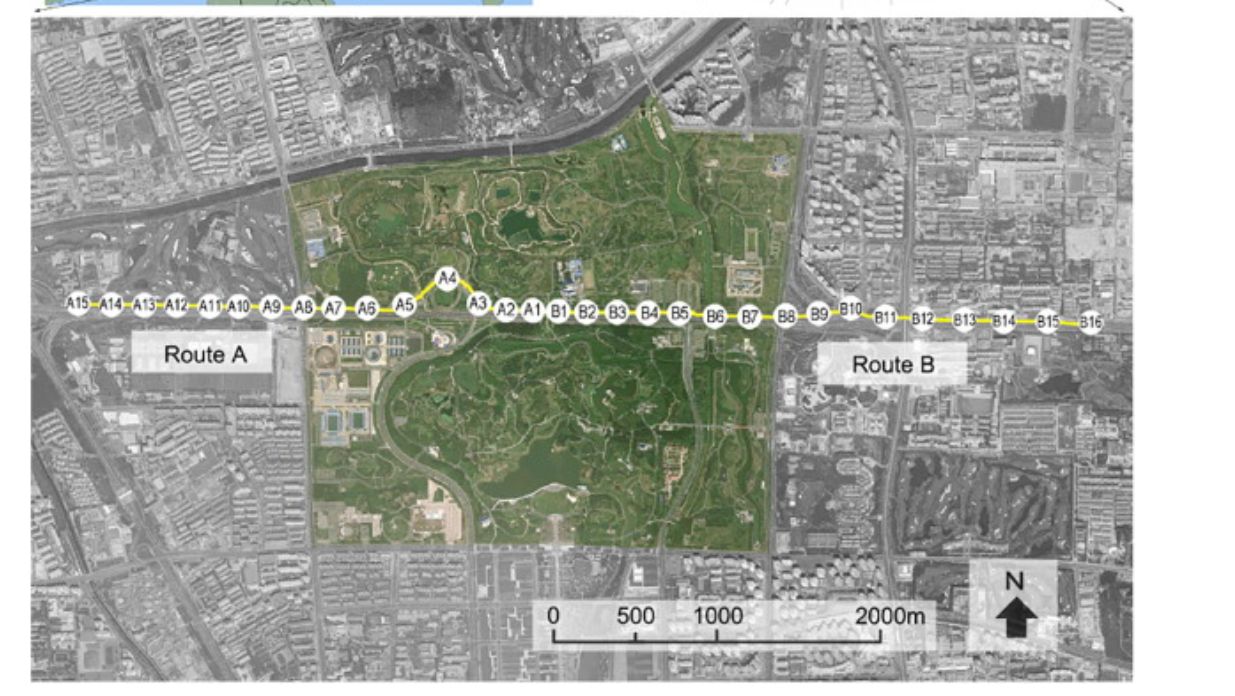 A4
A15 A14 A13 A12 A11 A10 A9 A8 A7 A6 A5 A3 A2 A1 B1 B2 B3 B4 B5 B6 B7 B8 B9 B10 B11 B12 B13 B14 B15 B16
Route A
Route B
N
0 500 1000 2000m